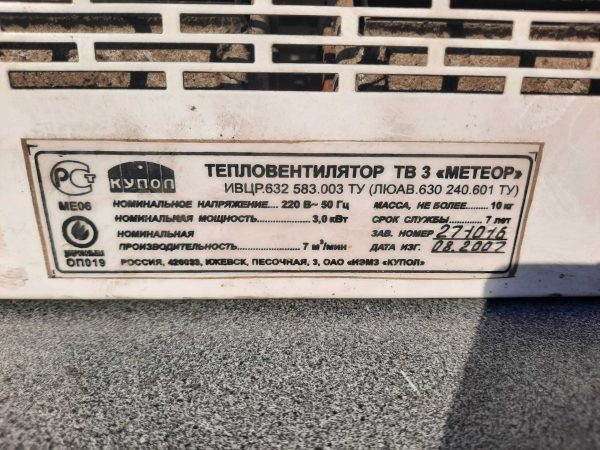 РСт
МЕ06
ОП019
КУПОЛ
ТЕПЛОВЕНТИЛЯТОР ТВ 3 «МЕТЕОР»
ИВЦР.632 583.003 ТУ (ЛЮАВ.630 240.601 ТУ)
НОМИНАЛЬНОЕ НАПРЯЖЕНИЕ 220 В~ 50 Гц
НОМИНАЛЬНАЯ МОЩНОСТЬ 3,0 кВт
НОМИНАЛЬНАЯ
ПРОИЗВОДИТЕЛЬНОСТЬ 7 м³/мин
МАССА, НЕ БОЛЕЕ 10 кг
СРОК СЛУЖБЫ 7 лет
ЗАВ. НОМЕР 271016
ДАТА ИЗГ. 08.2007
РОССИЯ, 426033, ИЖЕВСК, ПЕСОЧНАЯ, 3, ОАО «ИЭМЗ «КУПОЛ»